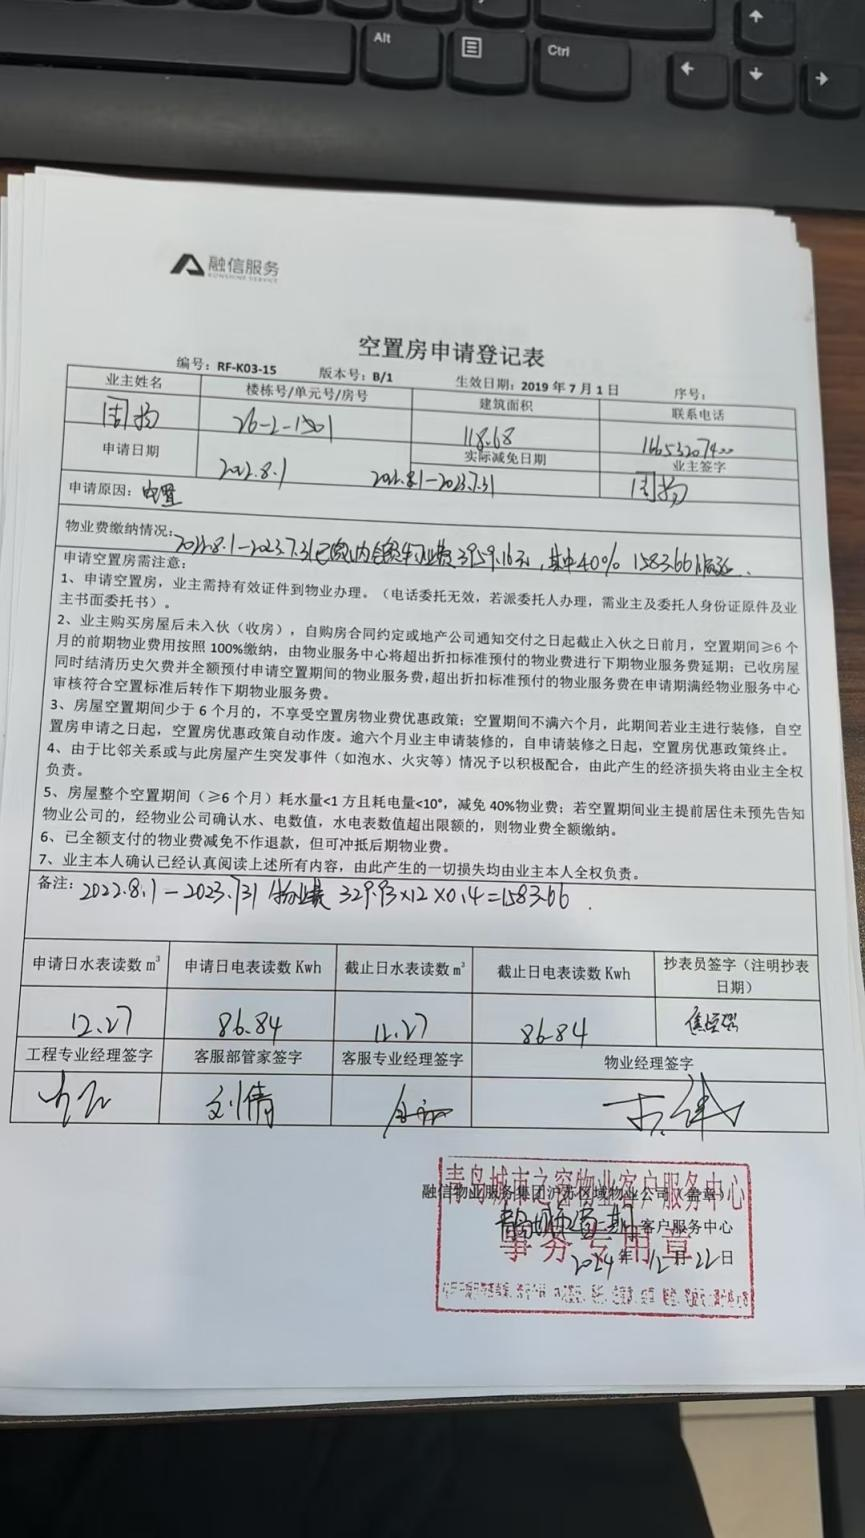 Alt
Ctrl
融信服务
RONSHINE SERVICE
空置房申请登记表
编号：RF-K03-15 版本号：B/1 生效日期：2019 年 7 月 1 日 序号：
业主姓名 楼栋号/单元号/房号 建筑面积 联系电话
26-2-1501 118.68
申请日期 2022.8.1 实际减免日期 2022.8.1-2023.7.31 业主签字
申请原因：
物业费缴纳情况：2022.8.1-2023.7.31 3959.16元，其中40% 1583.66
申请空置房需注意：
1、申请空置房，业主需持有效证件到物业办理。（电话委托无效，若派委托人办理，需业主及委托人身份证原件及业
主书面委托书）。
2、业主购买房屋后未入伙（收房），自购房合同约定或地产公司通知交付之日起截止入伙之日前月，空置期间≥6 个
月的前期物业费用按照 100%缴纳，由物业服务中心将超出折扣标准预付的物业费进行下期物业服务费延期；已收房屋
同时结清历史欠费并全额预付申请空置期间的物业服务费，超出折扣标准预付的物业服务费在申请期满经物业服务中心
审核符合空置标准后转作下期物业服务费。
3、房屋空置期间少于 6 个月的，不享受空置房物业费优惠政策；空置期间不满六个月，此期间若业主进行装修，自空
置房申请之日起，空置房优惠政策自动作废。逾六个月业主申请装修的，自申请装修之日起，空置房优惠政策终止。
4、由于比邻关系或与此房屋产生突发事件（如泡水、火灾等）情况予以积极配合，由此产生的经济损失将由业主全权
负责。
5、房屋整个空置期间（≥6 个月）耗水量<1 方且耗电量<10°，减免 40%物业费；若空置期间业主提前居住未预先告知
物业公司的，经物业公司确认水、电数值，水电表数值超出限额的，则物业费全额缴纳。
6、已全额支付的物业费减免不作退款，但可冲抵后期物业费。
7、业主本人确认已经认真阅读上述所有内容，由此产生的一切损失均由业主本人全权负责。
备注：2022.8.1-2023.7.31 物业费 329.93×12×0.4=1583.66
申请日水表读数 m³ 申请日电表读数 Kwh 截止日水表读数 m³ 截止日电表读数 Kwh 抄表员签字（注明抄表
日期）
12.27 86.84 12.27 86.84
工程专业经理签字 客服部管家签字 客服专业经理签字 物业经理签字
刘倩
青岛城市之窗物业客户服务中心
融信物业服务集团沪苏区域物业公司（盖章）
客户服务中心
事务专用章
2024年12月22日